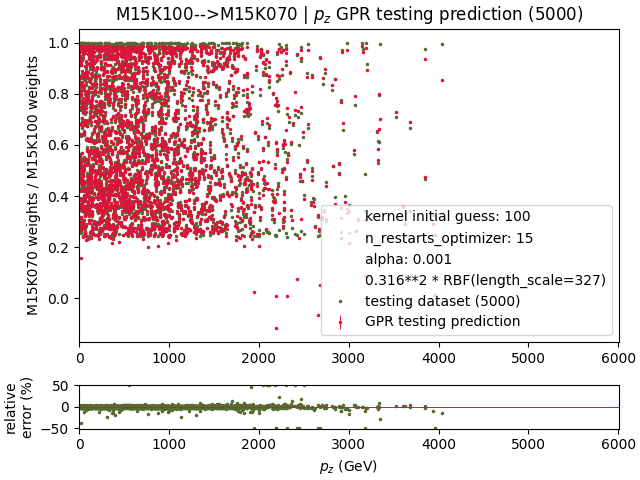 M15K100-->M15K070 | p_z GPR testing prediction (5000)
M15K070 weights / M15K100 weights
1.0
0.8
0.6
0.4
0.2
0.0
kernel initial guess: 100
n_restarts_optimizer: 15
alpha: 0.001
0.316**2 * RBF(length_scale=327)
testing dataset (5000)
GPR testing prediction
0 1000 2000 3000 4000 5000 6000
relative
error (%)
50
0
−50
0 1000 2000 3000 4000 5000 6000
p_z (GeV)